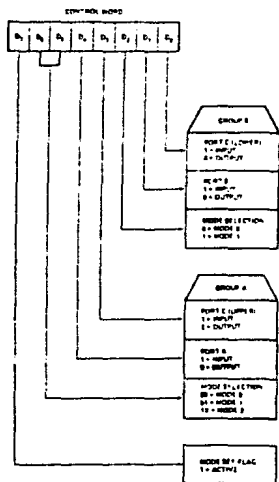 CONTROL WORD
D7 D6 D5 D4 D3 D2 D1 D0
GROUP B
PORT C (LOWER)
1 = INPUT
0 = OUTPUT
PORT B
1 = INPUT
0 = OUTPUT
MODE SELECTION
0 = MODE 0
1 = MODE 1
GROUP A
PORT C (UPPER)
1 = INPUT
0 = OUTPUT
PORT A
1 = INPUT
0 = OUTPUT
MODE SELECTION
00 = MODE 0
01 = MODE 1
1X = MODE 2
MODE SET FLAG
1 = ACTIVE